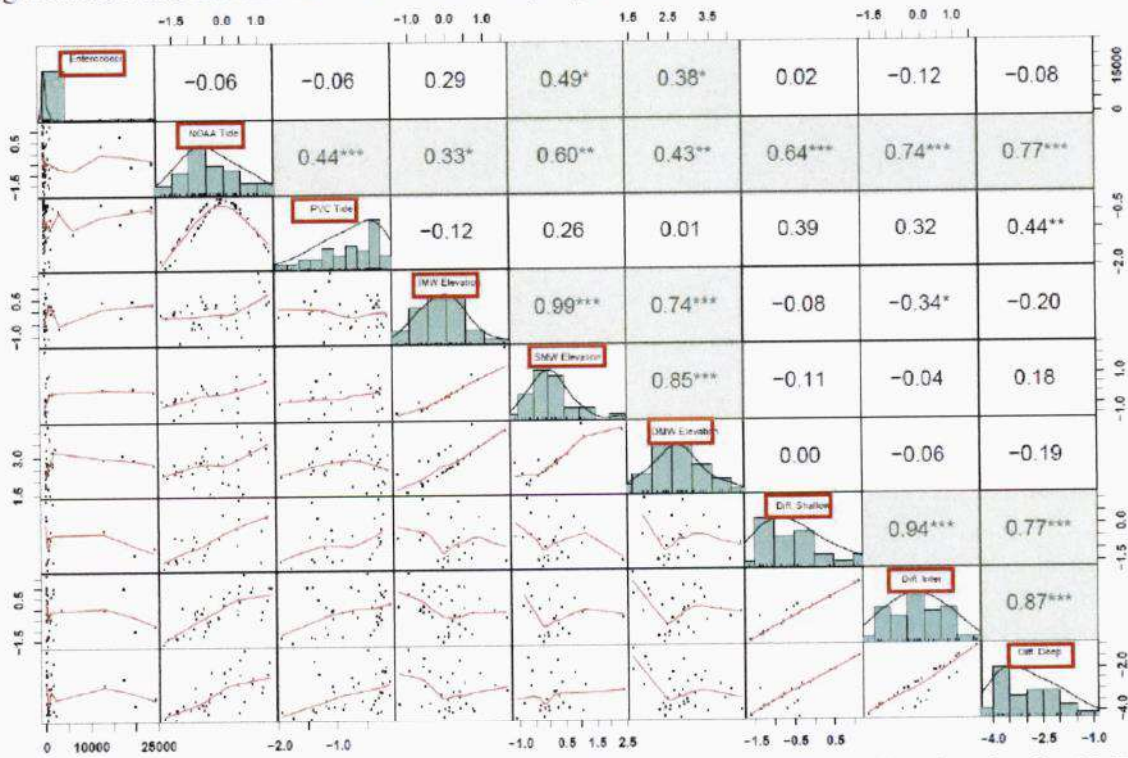 −1.5 0.0 1.0 −1.0 0.0 1.0 1.5 2.5 3.5 −1.5 0.0 1.0
Enterococci −0.06 −0.06 0.29 0.49* 0.38* 0.02 −0.12 −0.08 0 15000
−1.5 0.5 NOAA Tide 0.44*** 0.33* 0.60** 0.43** 0.64*** 0.74*** 0.77***
PVC Tide −0.12 0.26 0.01 0.39 0.32 0.44** −2.0 −0.5
−1.0 0.5 IMW Elevation 0.99*** 0.74*** −0.08 −0.34* −0.20
SMW Elevation 0.85*** −0.11 −0.04 0.18 −1.0 1.0
1.5 3.0 DMW Elevation 0.00 −0.06 −0.19
Diff. Shallow 0.94*** 0.77*** −1.5 0.0
−1.5 0.5 Diff. Inter 0.87***
Diff. Deep −4.0 −2.0
0 10000 25000 −2.0 −1.0 −1.0 0.5 1.5 2.5 −1.5 −0.5 0.5 −4.0 −2.5 −1.0